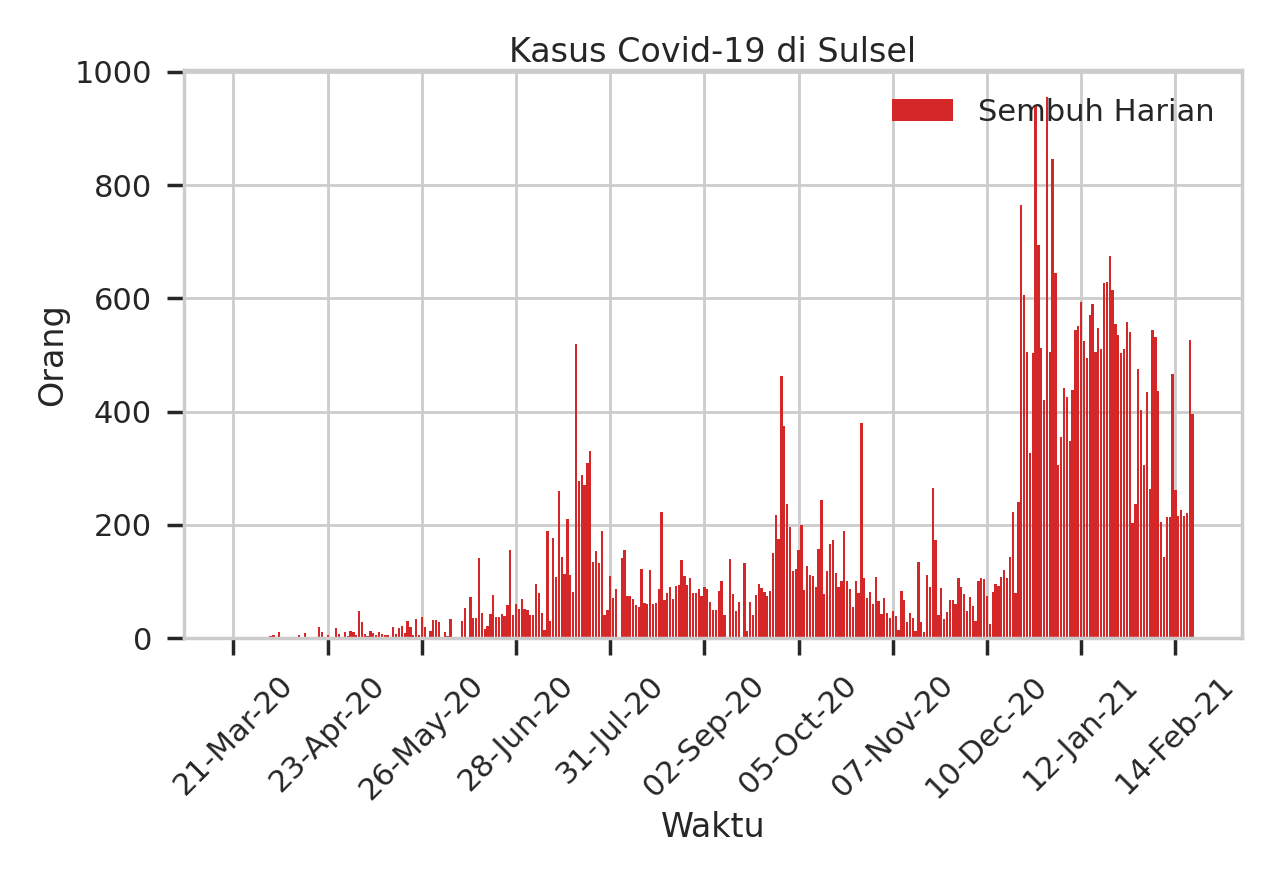 Kasus Covid-19 di Sulsel
Sembuh Harian
Orang
1000
800
600
400
200
0
21-Mar-20
23-Apr-20
26-May-20
28-Jun-20
31-Jul-20
02-Sep-20
05-Oct-20
07-Nov-20
10-Dec-20
12-Jan-21
14-Feb-21
Waktu